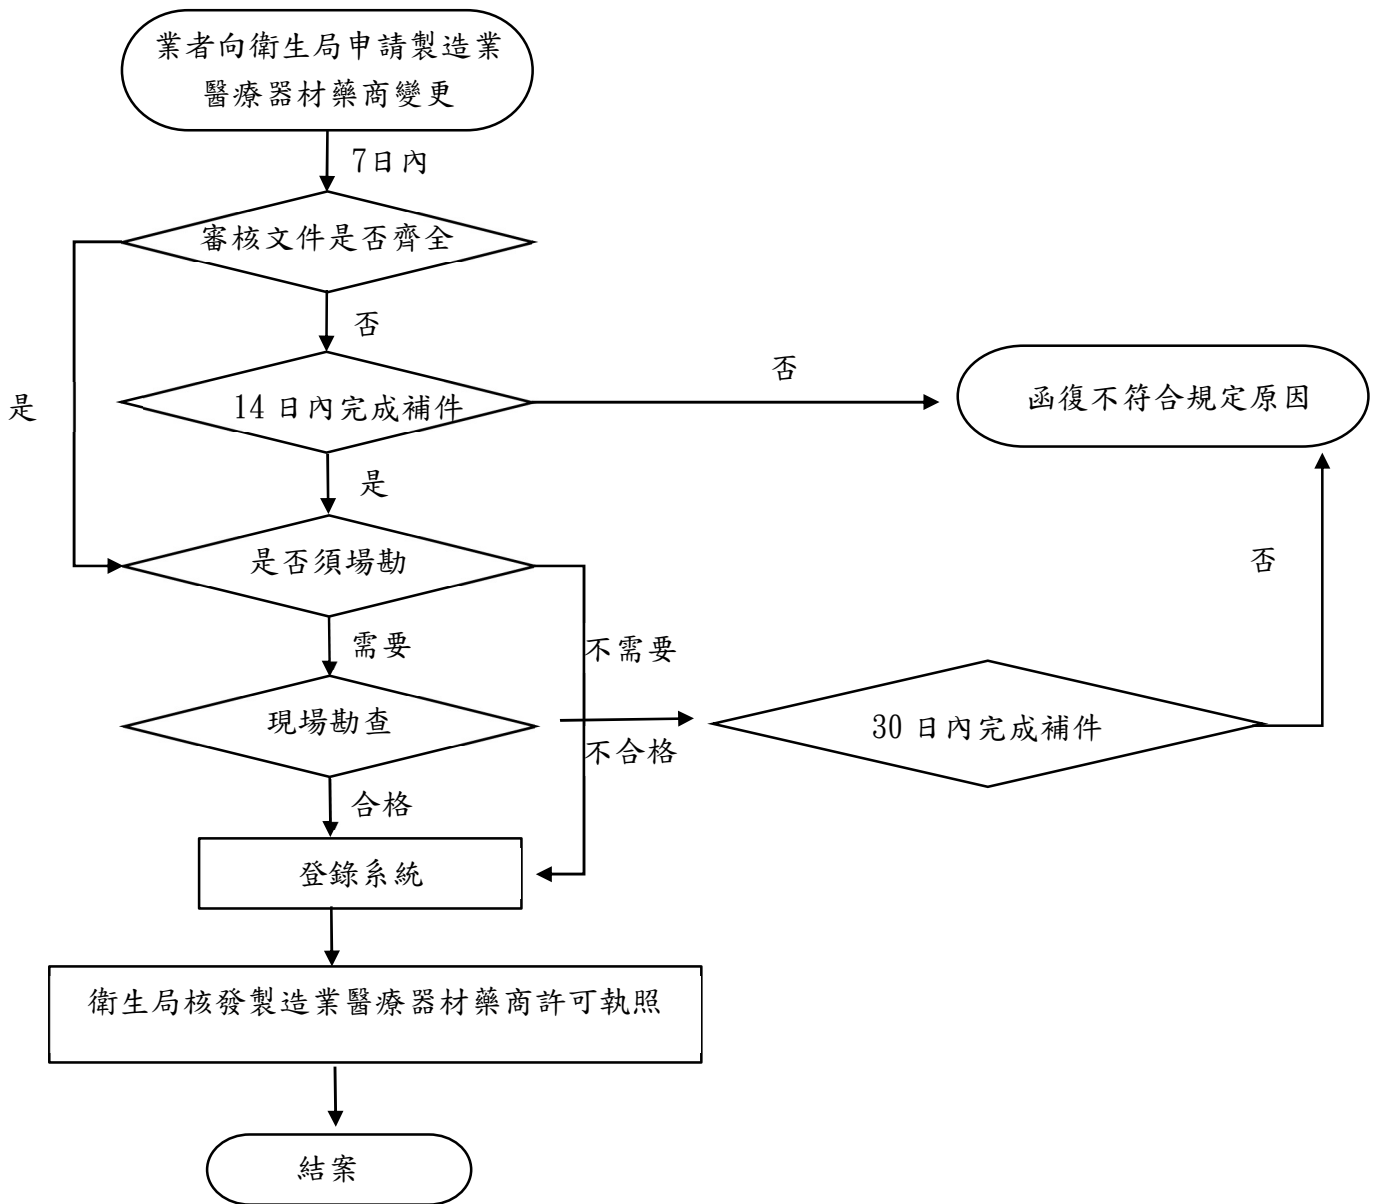 業者向衛生局申請製造業
醫療器材藥商變更
7日內
審核文件是否齊全
否
是
14 日內完成補件
否
函復不符合規定原因
是
是否須場勘
否
需要
不需要
現場勘查
不合格
30 日內完成補件
合格
登錄系統
衛生局核發製造業醫療器材藥商許可執照
結案